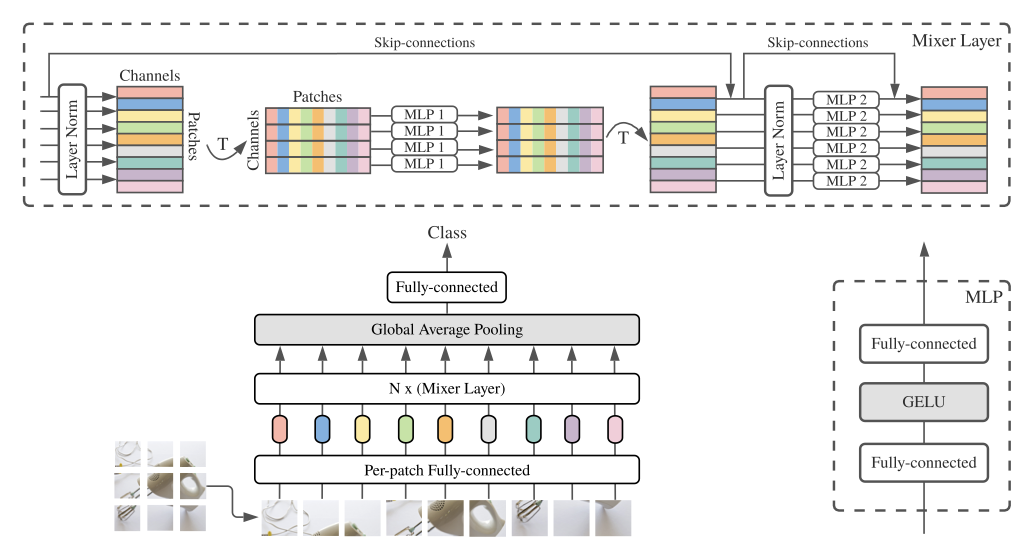 Skip-connections
Skip-connections
Mixer Layer
Channels
Layer Norm
Patches
T
Patches
Channels
MLP 1
MLP 1
MLP 1
MLP 1
T
Layer Norm
MLP 2
MLP 2
MLP 2
MLP 2
MLP 2
MLP 2
Class
Fully-connected
Global Average Pooling
N x (Mixer Layer)
Per-patch Fully-connected
MLP
Fully-connected
GELU
Fully-connected